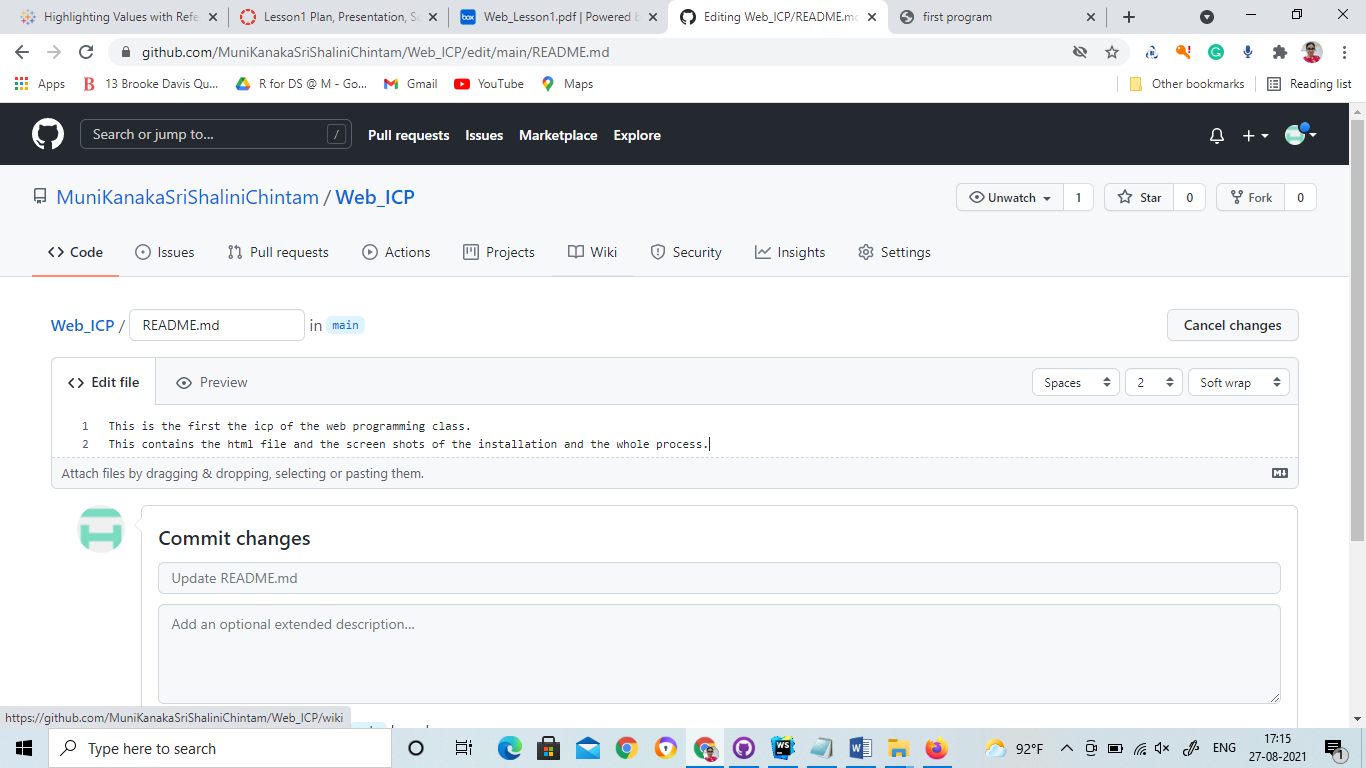 Highlighting Values with Refe
Lesson1 Plan, Presentation, S
box Web_Lesson1.pdf | Powered b
Editing Web_ICP/README.md
first program
github.com/MuniKanakaSriShaliniChintam/Web_ICP/edit/main/README.md
Apps B 13 Brooke Davis Qu... R for DS @ M - Go... Gmail YouTube Maps Other bookmarks Reading list
Search or jump to... / Pull requests Issues Marketplace Explore
MuniKanakaSriShaliniChintam / Web_ICP Unwatch 1 Star 0 Fork 0
Code Issues Pull requests Actions Projects Wiki Security Insights Settings
Web_ICP / README.md in main Cancel changes
<> Edit file Preview Spaces 2 Soft wrap
1 This is the first the icp of the web programming class.
2 This contains the html file and the screen shots of the installation and the whole process.
Attach files by dragging & dropping, selecting or pasting them.
Commit changes
Update README.md
Add an optional extended description...
https://github.com/MuniKanakaSriShaliniChintam/Web_ICP/wiki
Type here to search
92°F ENG
17:15
27-08-2021
1